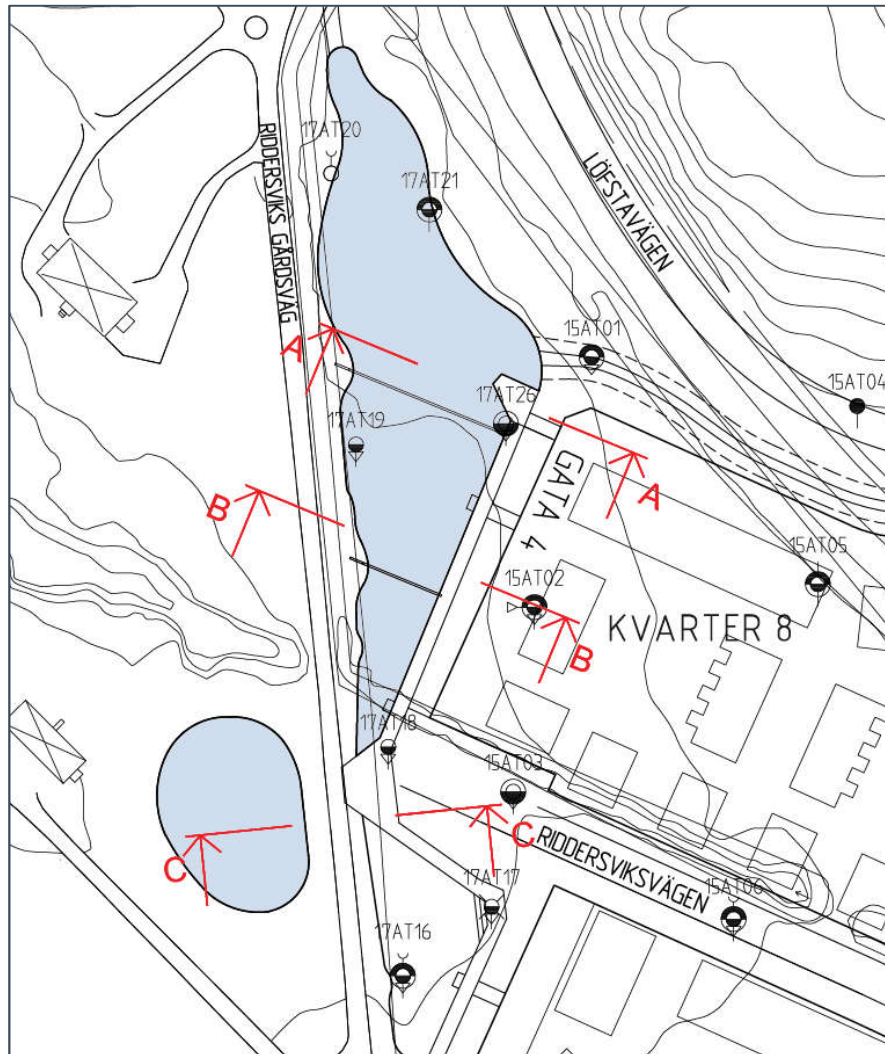 17AT20
RIDDERSVIKS GÅRDSVÄG
17AT21
LÖFSTAVÄGEN
A
15AT01
15AT04
17AT19
17AT26
GATA 4
A
B
15AT05
15AT02
KVARTER 8
B
17AT18
15AT03
C
C
RIDDERSVIKSVÄGEN
17AT17
15AT06
17AT16